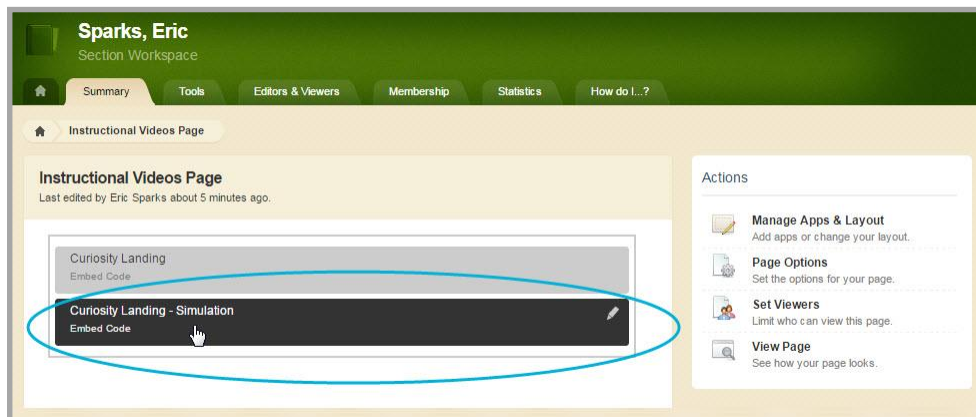 Sparks, Eric
Section Workspace
Summary
Tools
Editors & Viewers
Membership
Statistics
How do I...?
Instructional Videos Page
Instructional Videos Page
Last edited by Eric Sparks about 5 minutes ago.
Curiosity Landing
Embed Code
Curiosity Landing - Simulation
Embed Code
Actions
Manage Apps & Layout
Add apps or change your layout.
Page Options
Set the options for your page.
Set Viewers
Limit who can view this page.
View Page
See how your page looks.